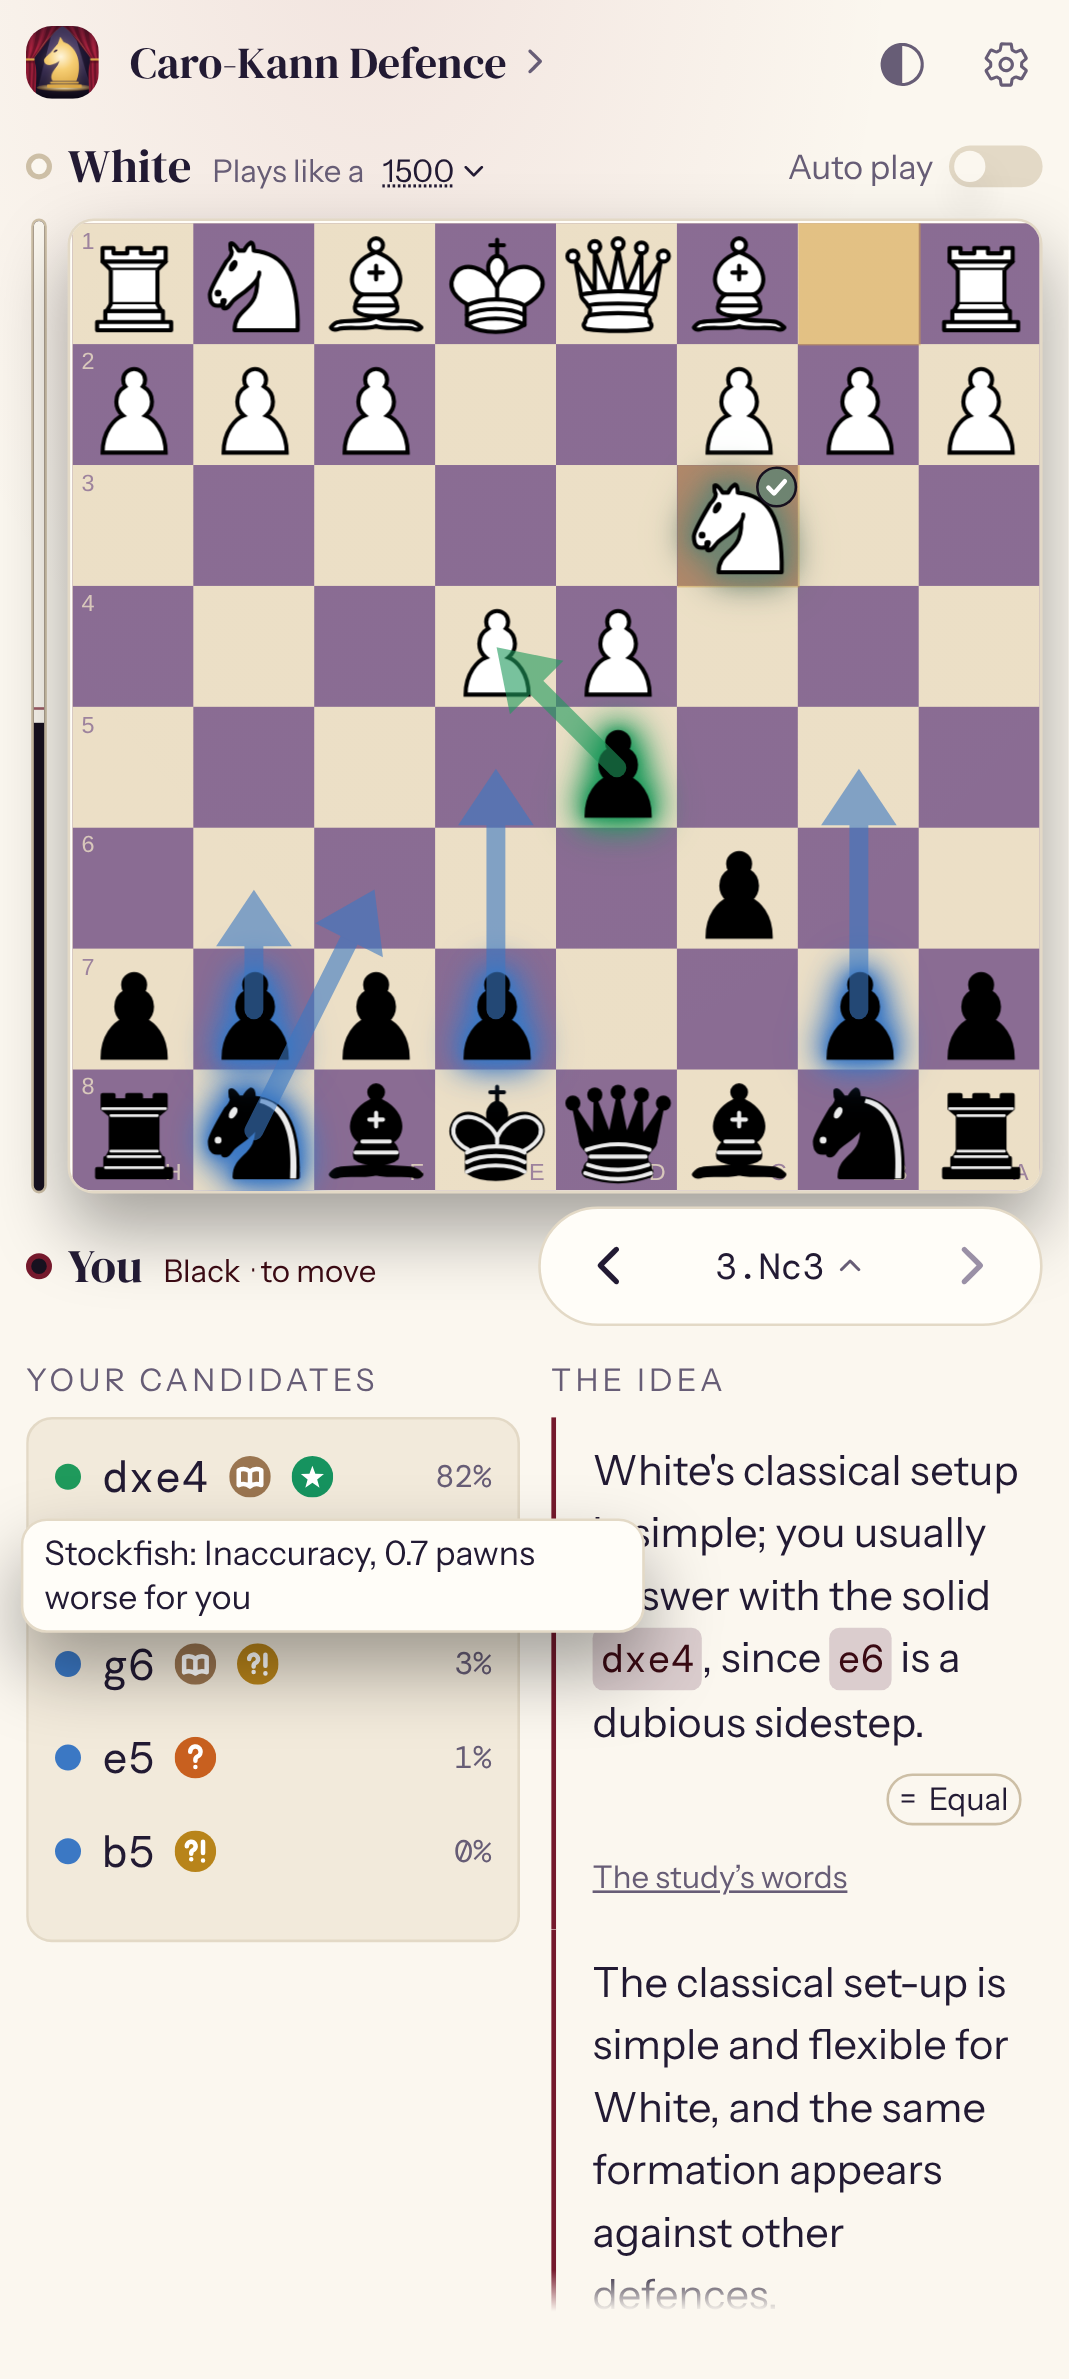 Caro-Kann Defence
White Plays like a 1500
Auto play
1
2
3
4
5
6
7
8
H
F
E
D
C
A
You Black · to move
3.Nc3
YOUR CANDIDATES
dxe4 82%
Stockfish: Inaccuracy, 0.7 pawns
worse for you
g6 ?! 3%
e5 ? 1%
b5 ?! 0%
THE IDEA
White's classical setup
simple; you usually
swer with the solid
dxe4, since e6 is a
dubious sidestep.
= Equal
The study’s words
The classical set-up is
simple and flexible for
White, and the same
formation appears
against other
defences.